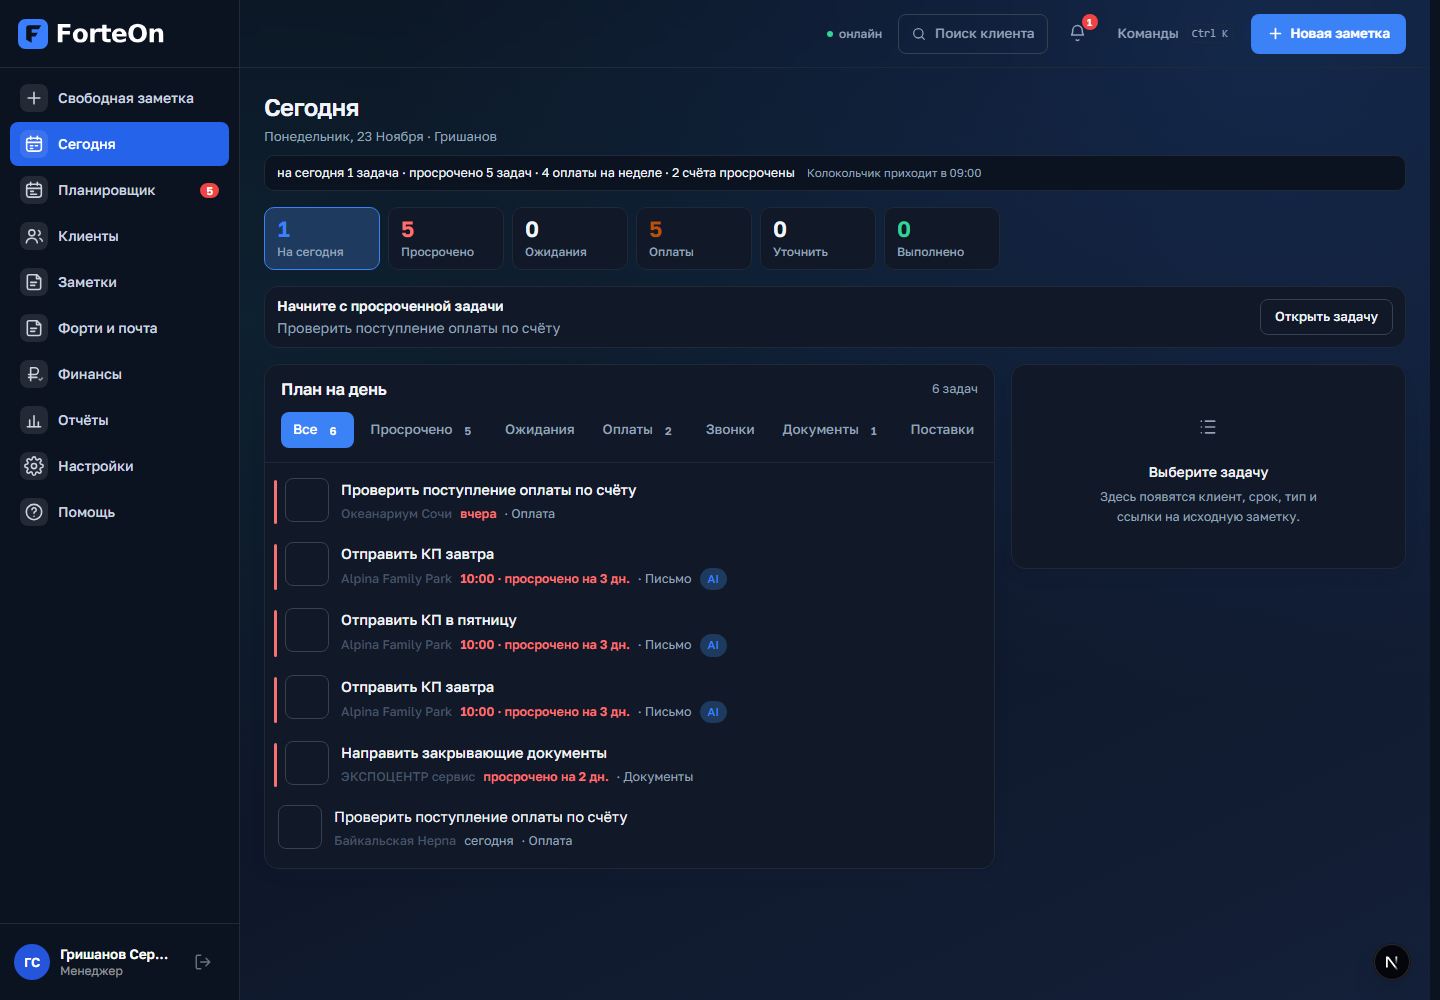 ForteOn
онлайн
Поиск клиента
1
Команды Ctrl K
Новая заметка
Свободная заметка
Сегодня
Планировщик 5
Клиенты
Заметки
Форти и почта
Финансы
Отчёты
Настройки
Помощь
ГС
Гришанов Сер...
Менеджер
Сегодня
Понедельник, 23 Ноября · Гришанов
на сегодня 1 задача · просрочено 5 задач · 4 оплаты на неделе · 2 счёта просрочены Колокольчик приходит в 09:00
1 На сегодня
5 Просрочено
0 Ожидания
5 Оплаты
0 Уточнить
0 Выполнено
Начните с просроченной задачи
Проверить поступление оплаты по счёту
Открыть задачу
План на день
6 задач
Все 6 Просрочено 5 Ожидания Оплаты 2 Звонки Документы 1 Поставки
Проверить поступление оплаты по счёту
Океанариум Сочи вчера · Оплата
Отправить КП завтра
Alpina Family Park 10:00 · просрочено на 3 дн. · Письмо AI
Отправить КП в пятницу
Alpina Family Park 10:00 · просрочено на 3 дн. · Письмо AI
Отправить КП завтра
Alpina Family Park 10:00 · просрочено на 3 дн. · Письмо AI
Направить закрывающие документы
ЭКСПОЦЕНТР сервис просрочено на 2 дн. · Документы
Проверить поступление оплаты по счёту
Байкальская Нерпа сегодня · Оплата
Выберите задачу
Здесь появятся клиент, срок, тип и
ссылки на исходную заметку.
N